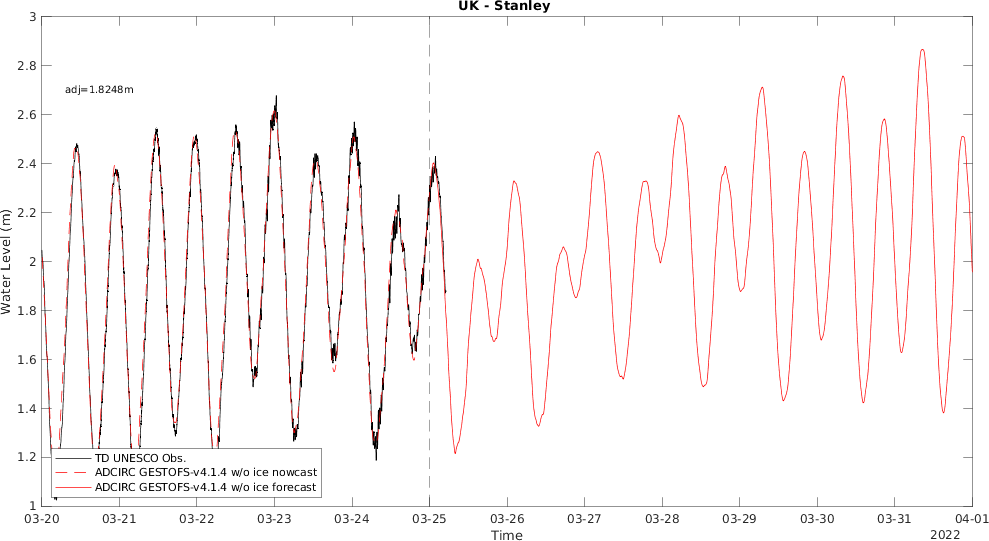 UK - Stanley
3
2.8
2.6
2.4
2.2
2
1.8
1.6
1.4
1.2
1
Water Level (m)
adj=1.8248m
TD UNESCO Obs.
ADCIRC GESTOFS-v4.1.4 w/o ice nowcast
ADCIRC GESTOFS-v4.1.4 w/o ice forecast
03-20 03-21 03-22 03-23 03-24 03-25 03-26 03-27 03-28 03-29 03-30 03-31 04-01
Time
2022